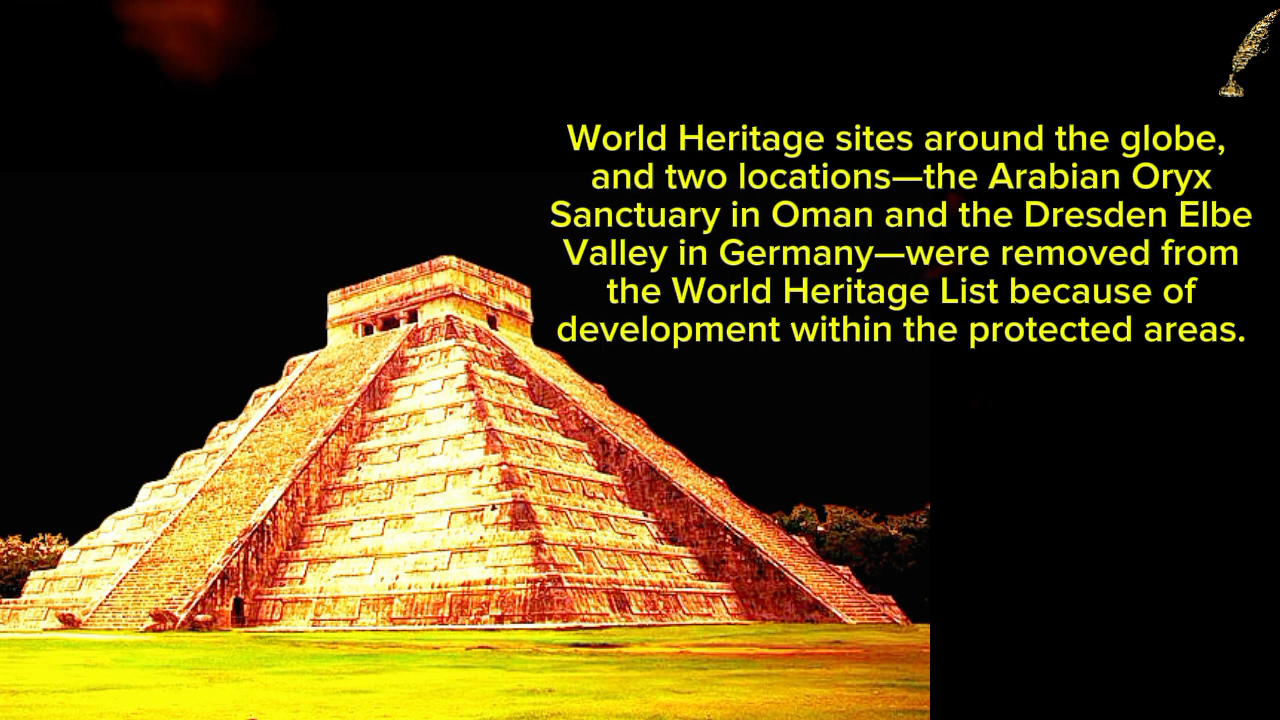 World Heritage sites around the globe,
and two locations—the Arabian Oryx
Sanctuary in Oman and the Dresden Elbe
Valley in Germany—were removed from
the World Heritage List because of
development within the protected areas.